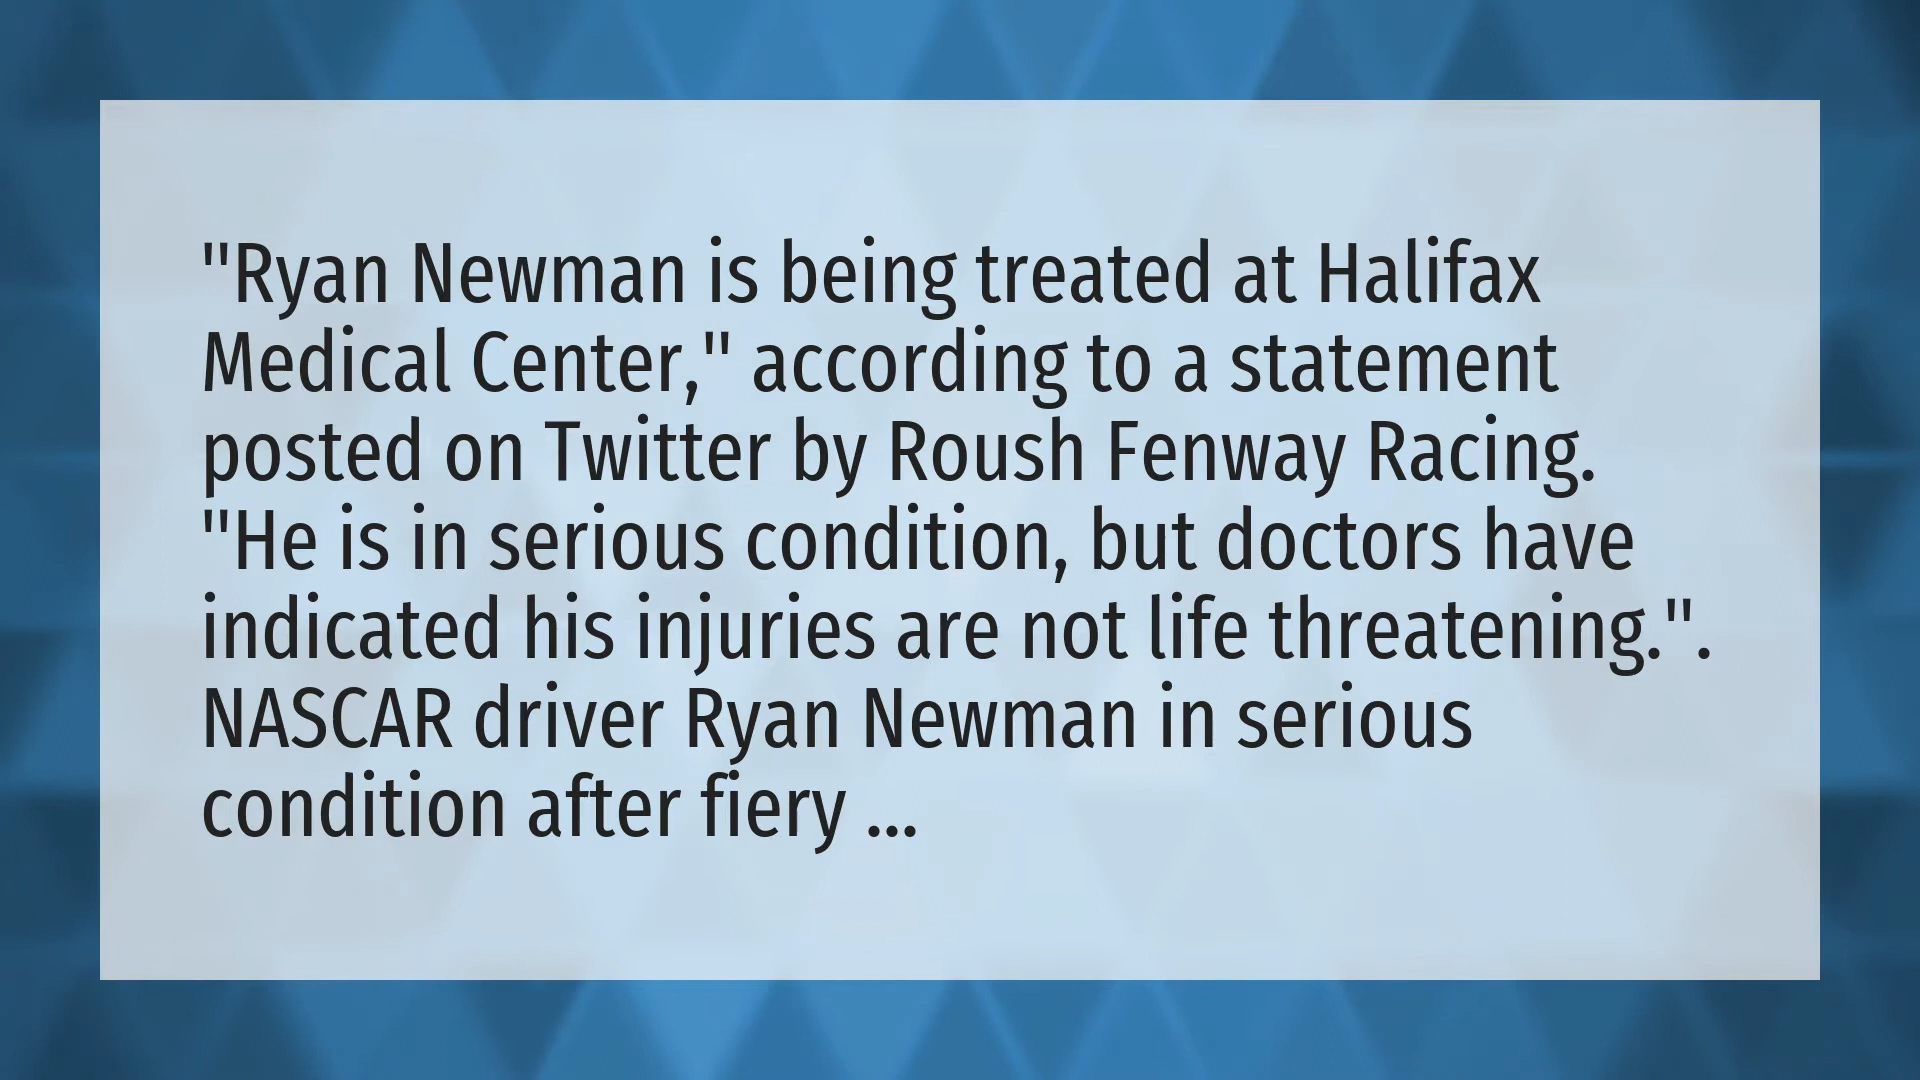 "Ryan Newman is being treated at Halifax
Medical Center," according to a statement
posted on Twitter by Roush Fenway Racing.
"He is in serious condition, but doctors have
indicated his injuries are not life threatening.".
NASCAR driver Ryan Newman in serious
condition after fiery ...